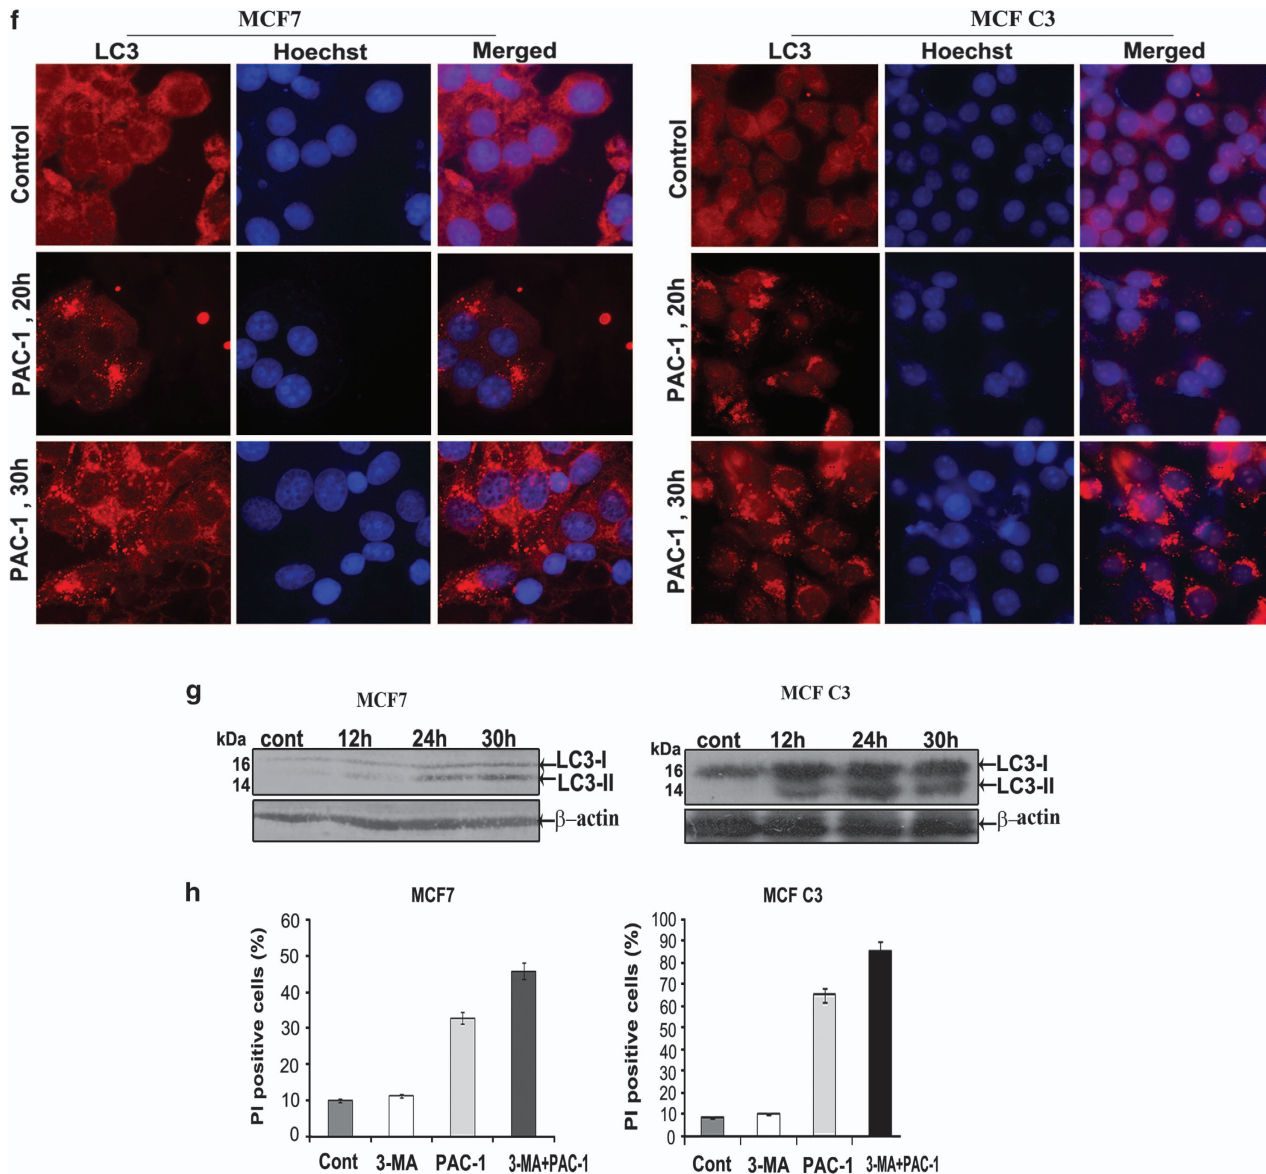 f
MCF7
MCF C3
LC3 Hoechst Merged
LC3 Hoechst Merged
Control
Control
PAC-1 , 20h
PAC-1 , 20h
PAC-1 , 30h
PAC-1 , 30h
g
MCF7
kDa cont 12h 24h 30h
16 LC3-I
14 LC3-II
β–actin
MCF C3
kDa cont 12h 24h 30h
16 LC3-I
14 LC3-II
β–actin
h
MCF7
PI positive cells (%)
60
50
40
30
20
10
0
Cont 3-MA PAC-1 3-MA+PAC-1
MCF C3
PI positive cells (%)
100
90
80
70
60
50
40
30
20
10
0
Cont 3-MA PAC-1 3-MA+PAC-1